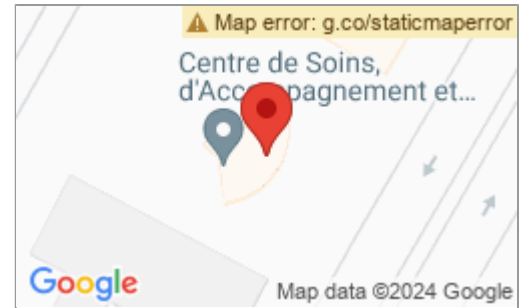 Map error: g.co/staticmaperror
Centre de Soins,
d'Accompagnement et...
Google
Map data ©2024 Google